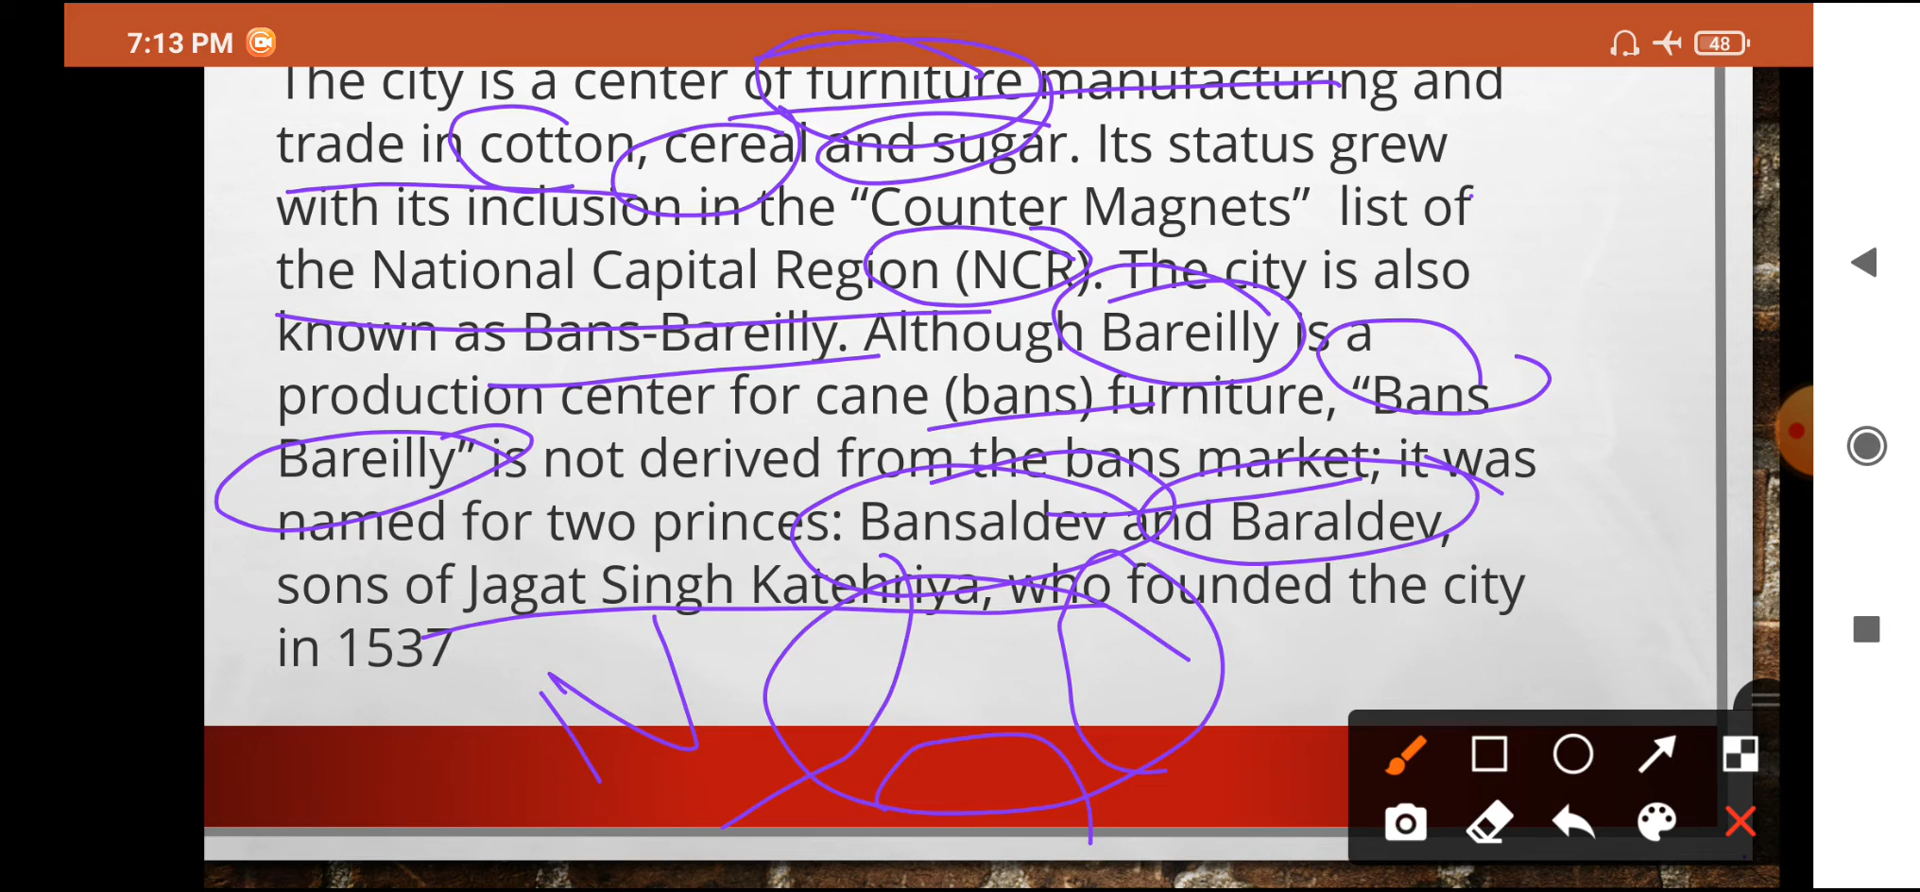 7:13 PM
48
The city is a center of furniture manufacturing and
trade in cotton, cereal and sugar. Its status grew
with its inclusion in the “Counter Magnets” list of
the National Capital Region (NCR). The city is also
known as Bans-Bareilly. Although Bareilly is a
production center for cane (bans) furniture, “Bans
Bareilly” is not derived from the bans market; it was
named for two princes: Bansaldev and Baraldev,
sons of Jagat Singh Katehriya, who founded the city
in 1537
N